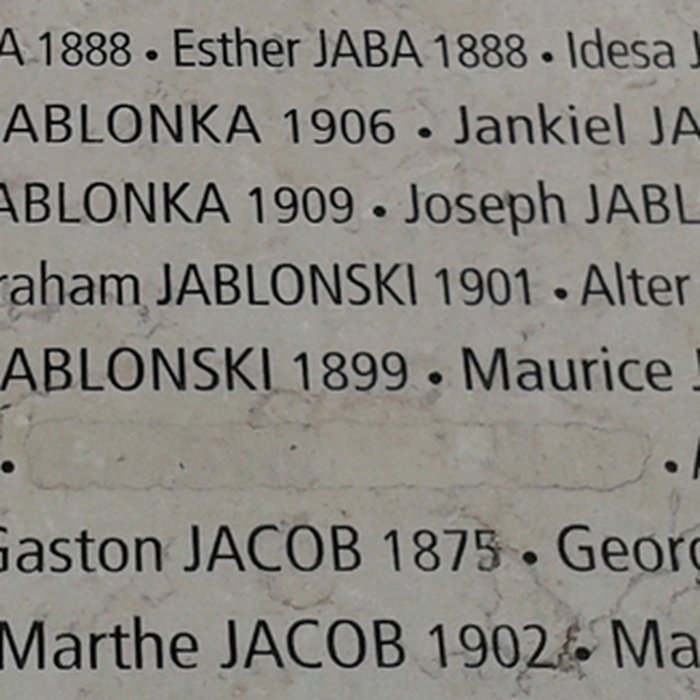 A 1888 • Esther JABA 1888 • Idesa J
ABLONKA 1906 • Jankiel JA
ABLONKA 1909 • Joseph JABL
raham JABLONSKI 1901 • Alter
ABLONSKI 1899 • Maurice
• •
Gaston JACOB 1875 • Georg
Marthe JACOB 1902 • Ma